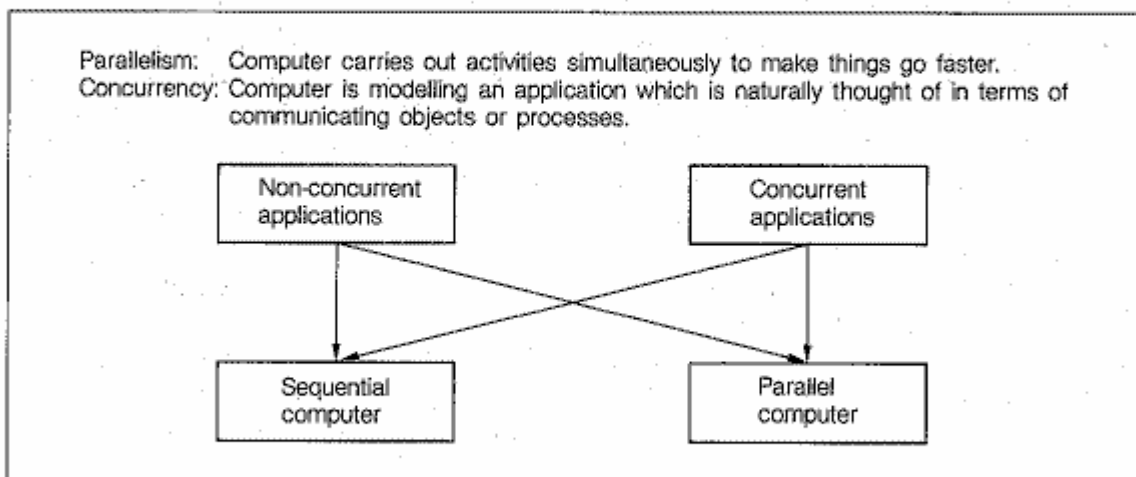 Parallelism: Computer carries out activities simultaneously to make things go faster.
Concurrency: Computer is modelling an application which is naturally thought of in terms of
communicating objects or processes.
Non-concurrent
applications
Concurrent
applications
Sequential
computer
Parallel
computer